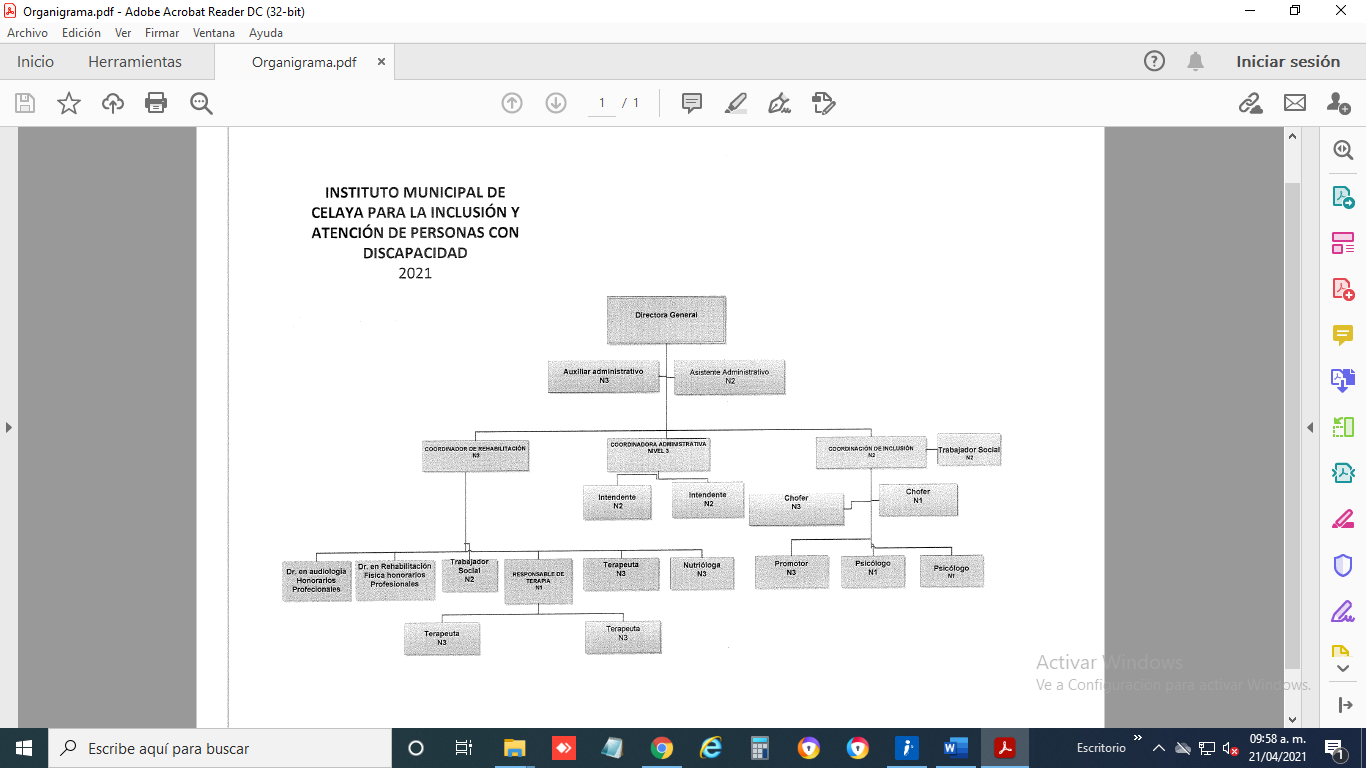 Organigrama.pdf - Adobe Acrobat Reader DC (32-bit)
Archivo Edición Ver Firmar Ventana Ayuda
Inicio Herramientas Organigrama.pdf × Iniciar sesión
1 / 1
INSTITUTO MUNICIPAL DE
CELAYA PARA LA INCLUSIÓN Y
ATENCIÓN DE PERSONAS CON
DISCAPACIDAD
2021
Directora General
Auxiliar administrativo
N3
Asistente Administrativo
N2
COORDINADOR DE REHABILITACIÓN
N3
COORDINADORA ADMINISTRATIVA
NIVEL 3
COORDINACIÓN DE INCLUSIÓN
N2
Trabajador Social
N2
Intendente
N2
Intendente
N2
Chofer
N3
Chofer
N1
Dr. en audiología
Honorarios
Profecionales
Dr. en Rehabilitación
Física honorarios
Profesionales
Trabajador
Social
N2
RESPONSABLE DE
TERAPIA
N1
Terapeuta
N3
Nutrióloga
N3
Promotor
N3
Psicólogo
N1
Psicólogo
N1
Terapeuta
N3
Terapeuta
N3
Activar Windows
Ve a Configuración para activar Windows.
Escribe aquí para buscar
Escritorio
09:58 a. m.
21/04/2021
1